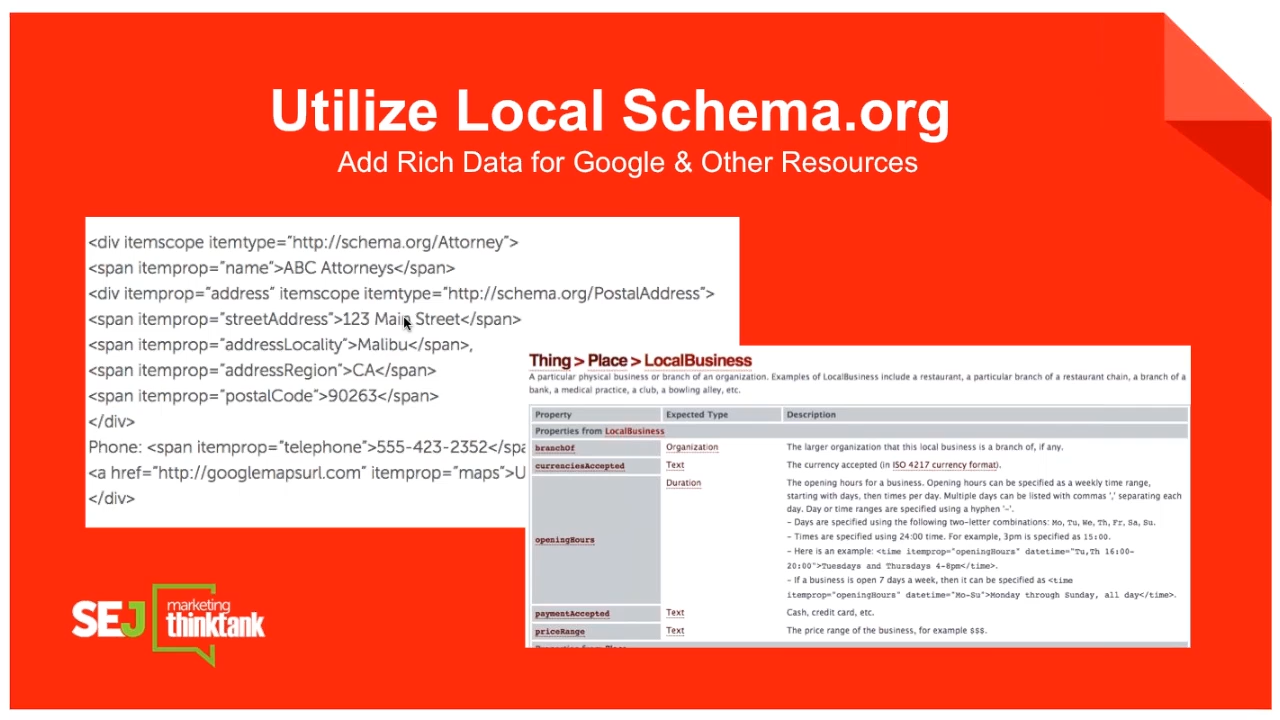 Utilize Local Schema.org
Add Rich Data for Google & Other Resources
<div itemscope itemtype=”http://schema.org/Attorney”>
<span itemprop=”name”>ABC Attorneys</span>
<div itemprop=”address” itemscope itemtype=”http://schema.org/PostalAddress”>
<span itemprop=”streetAddress”>123 Main Street</span>
<span itemprop=”addressLocality”>Malibu</span>,
<span itemprop=”addressRegion”>CA</span>
<span itemprop=”postalCode”>90263</span>
</div>
Phone: <span itemprop=”telephone”>555-423-2352</spa
<a href=”http://googlemapsurl.com” itemprop=”maps”>U
</div>
Thing > Place > LocalBusiness
A particular physical business or branch of an organization. Examples of LocalBusiness include a restaurant, a particular branch of a restaurant chain, a branch of a
bank, a medical practice, a club, a bowling alley, etc.
Property Expected Type Description
Properties from LocalBusiness
branchOf Organization The larger organization that this local business is a branch of, if any.
currenciesAccepted Text The currency accepted (in ISO 4217 currency format).
openingHours Duration The opening hours for a business. Opening hours can be specified as a weekly time range,
starting with days, then times per day. Multiple days can be listed with commas ',' separating each
day. Day or time ranges are specified using a hyphen '-'.
- Days are specified using the following two-letter combinations: Mo, Tu, We, Th, Fr, Sa, Su.
- Times are specified using 24:00 time. For example, 3pm is specified as 15:00.
- Here is an example: <time itemprop="openingHours" datetime="Tu,Th 16:00-
20:00">Tuesdays and Thursdays 4-8pm</time>.
- If a business is open 7 days a week, then it can be specified as <time
itemprop="openingHours" datetime="Mo-Su">Monday through Sunday, all day</time>.
paymentAccepted Text Cash, credit card, etc.
priceRange Text The price range of the business, for example $$$.
SEJ marketing
thinktank